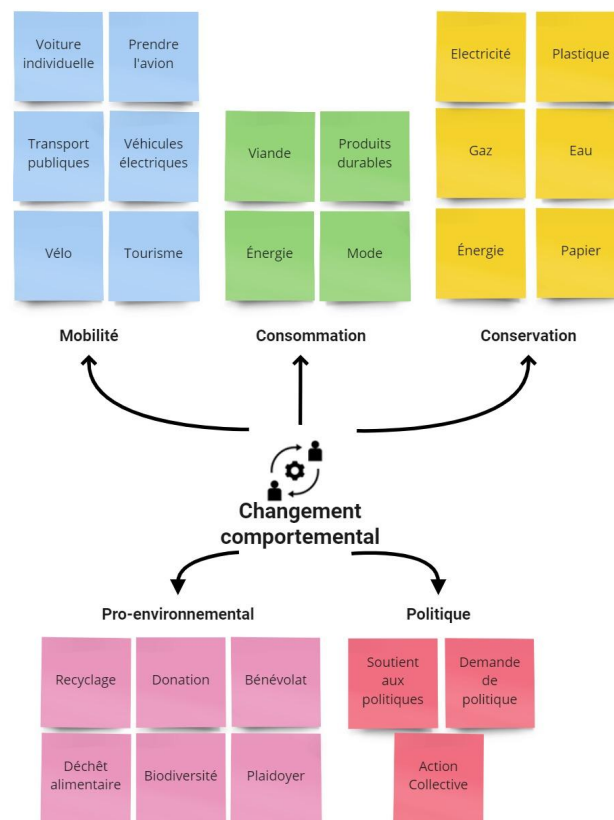 Voiture
individuelle
Prendre
l'avion
Transport
publiques
Véhicules
électriques
Vélo
Tourisme
Mobilité
Viande
Produits
durables
Énergie
Mode
Consommation
Electricité
Plastique
Gaz
Eau
Énergie
Papier
Conservation
Changement
comportemental
Pro-environnemental
Recyclage
Donation
Bénévolat
Déchêt
alimentaire
Biodiversité
Plaidoyer
Politique
Soutient
aux
politiques
Demande
de
politique
Action
Collective